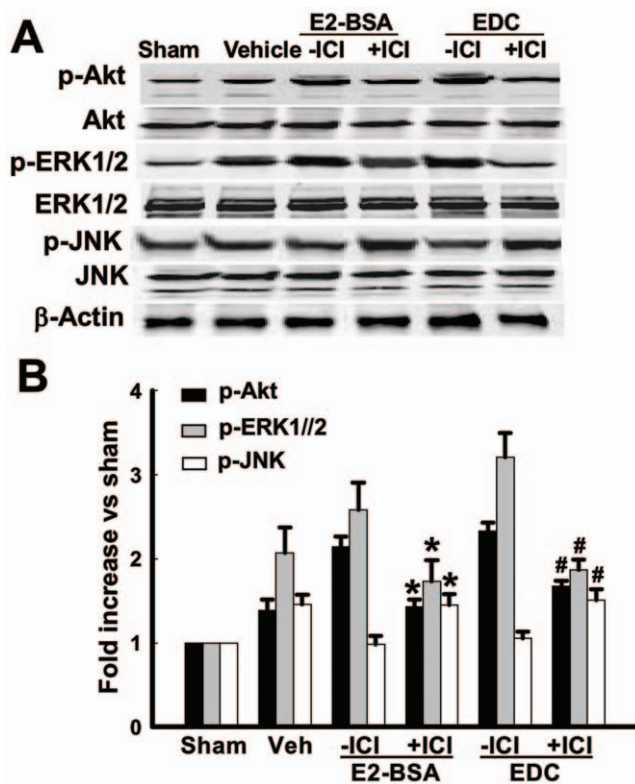 A
E2-BSA EDC
Sham Vehicle -ICI +ICI -ICI +ICI
p-Akt
Akt
p-ERK1/2
ERK1/2
p-JNK
JNK
β-Actin
B
p-Akt
p-ERK1//2
p-JNK
Fold increase vs sham
4
3
2
1
0
* * *
# # #
Sham Veh -ICI +ICI -ICI +ICI
E2-BSA EDC